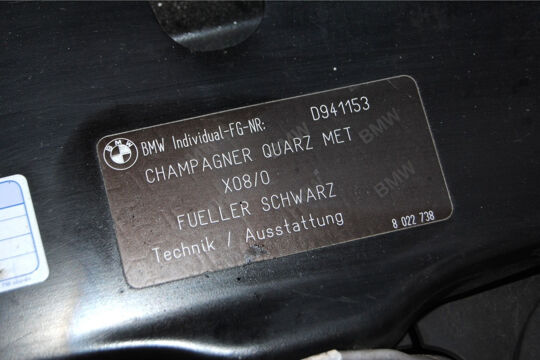 BMW Individual-FG-NR: D941153
CHAMPAGNER QUARZ MET
X08/0
FUELLER SCHWARZ
Technik / Ausstattung
8 022 738